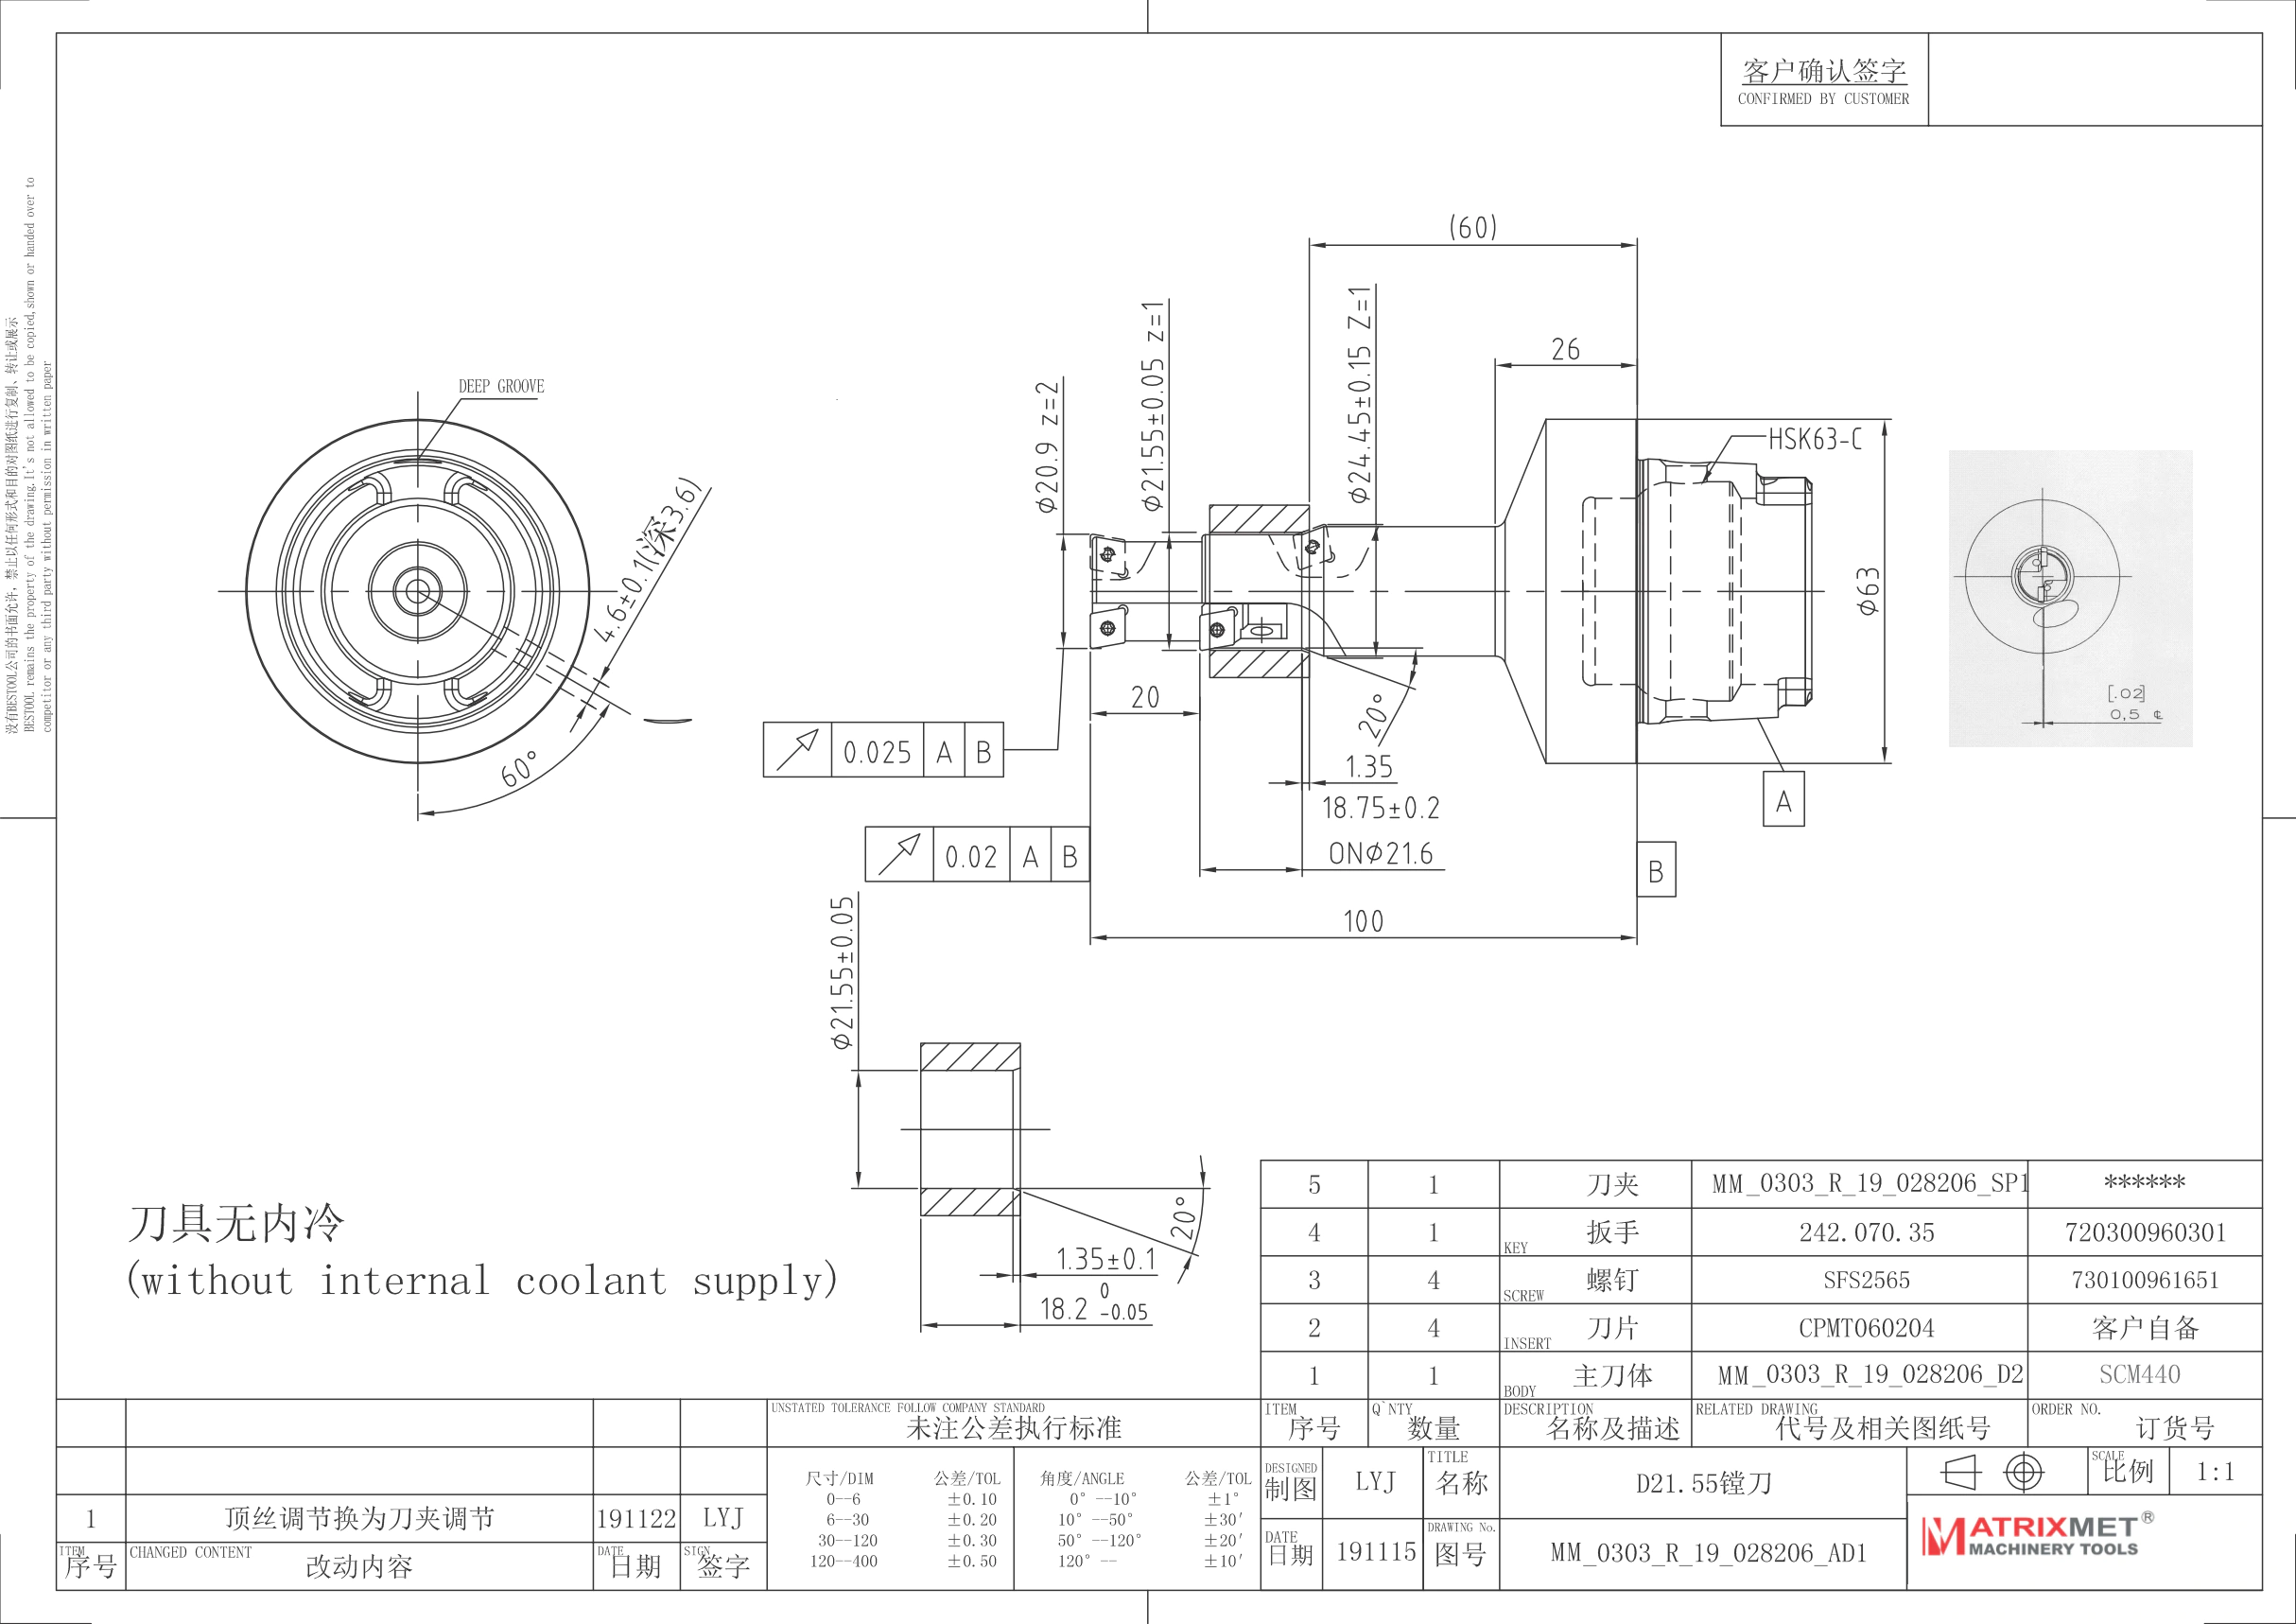 客户确认签字
CONFIRMED BY CUSTOMER
没有BESTOOL公司的书面允许，禁止以任何形式和目的对图纸进行复制、转让或展示
BESTOOL remains the property of the drawing.It's not allowed to be copied,shown or handed over to
competitor or any third party without permission in written paper
DEEP GROOVE
4.6±0.1(深3.6)
60°
(60)
26
ϕ20.9 z=2
ϕ21.55±0.05 z=1
ϕ24.45±0.15 Z=1
HSK63-C
ϕ63
20
20°
0.025 A B
1.35
18.75±0.2
A
0.02 A B
ONϕ21.6
B
100
[.02]
0,5 ℄
ϕ21.55±0.05
20°
1.35±0.1
18.2 0 -0.05
刀具无内冷
(without internal coolant supply)
5 1 刀夹 MM_0303_R_19_028206_SP1 ******
4 1 KEY 扳手 242.070.35 720300960301
3 4 SCREW 螺钉 SFS2565 730100961651
2 4 INSERT 刀片 CPMT060204 客户自备
1 1 BODY 主刀体 MM_0303_R_19_028206_D2 SCM440
ITEM Q`NTY DESCRIPTION RELATED DRAWING ORDER NO.
序号 数量 名称及描述 代号及相关图纸号 订货号
UNSTATED TOLERANCE FOLLOW COMPANY STANDARD
未注公差执行标准
尺寸/DIM 公差/TOL 角度/ANGLE 公差/TOL
0--6 ±0.10 0° --10° ±1°
6--30 ±0.20 10° --50° ±30′
30--120 ±0.30 50° --120° ±20′
120--400 ±0.50 120° -- ±10′
DESIGNED
制图 LYJ
TITLE
名称 D21.55镗刀
SCALE
比例 1:1
DATE
日期 191115
DRAWING No.
图号 MM_0303_R_19_028206_AD1
MATRIXMET®
MACHINERY TOOLS
1 顶丝调节换为刀夹调节 191122 LYJ
ITEM CHANGED CONTENT DATE SIGN
序号 改动内容 日期 签字